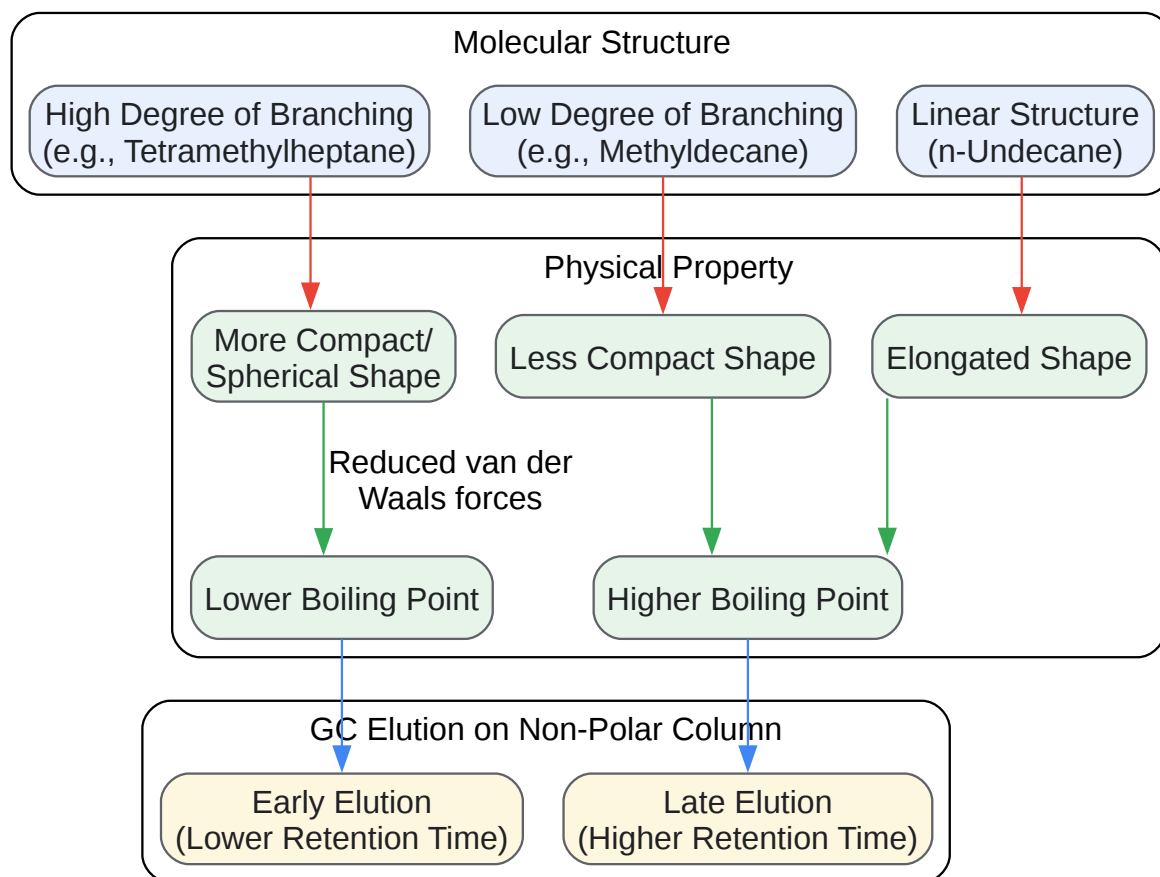 Molecular Structure
High Degree of Branching
(e.g., Tetramethylheptane)
Low Degree of Branching
(e.g., Methyldecane)
Linear Structure
(n-Undecane)
Physical Property
More Compact/
Spherical Shape
Less Compact Shape
Elongated Shape
Reduced van der
Waals forces
Lower Boiling Point
Higher Boiling Point
GC Elution on Non-Polar Column
Early Elution
(Lower Retention Time)
Late Elution
(Higher Retention Time)